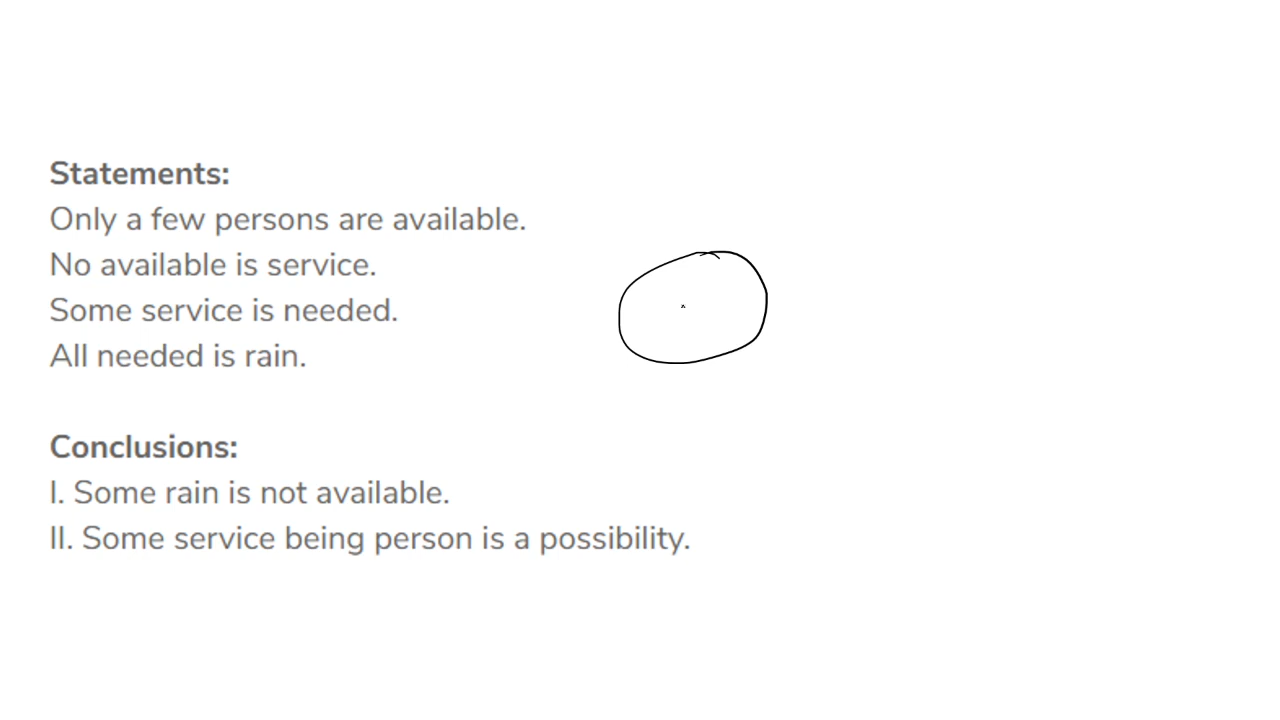 Statements:
Only a few persons are available.
No available is service.
Some service is needed.
All needed is rain.
Conclusions:
I. Some rain is not available.
II. Some service being person is a possibility.